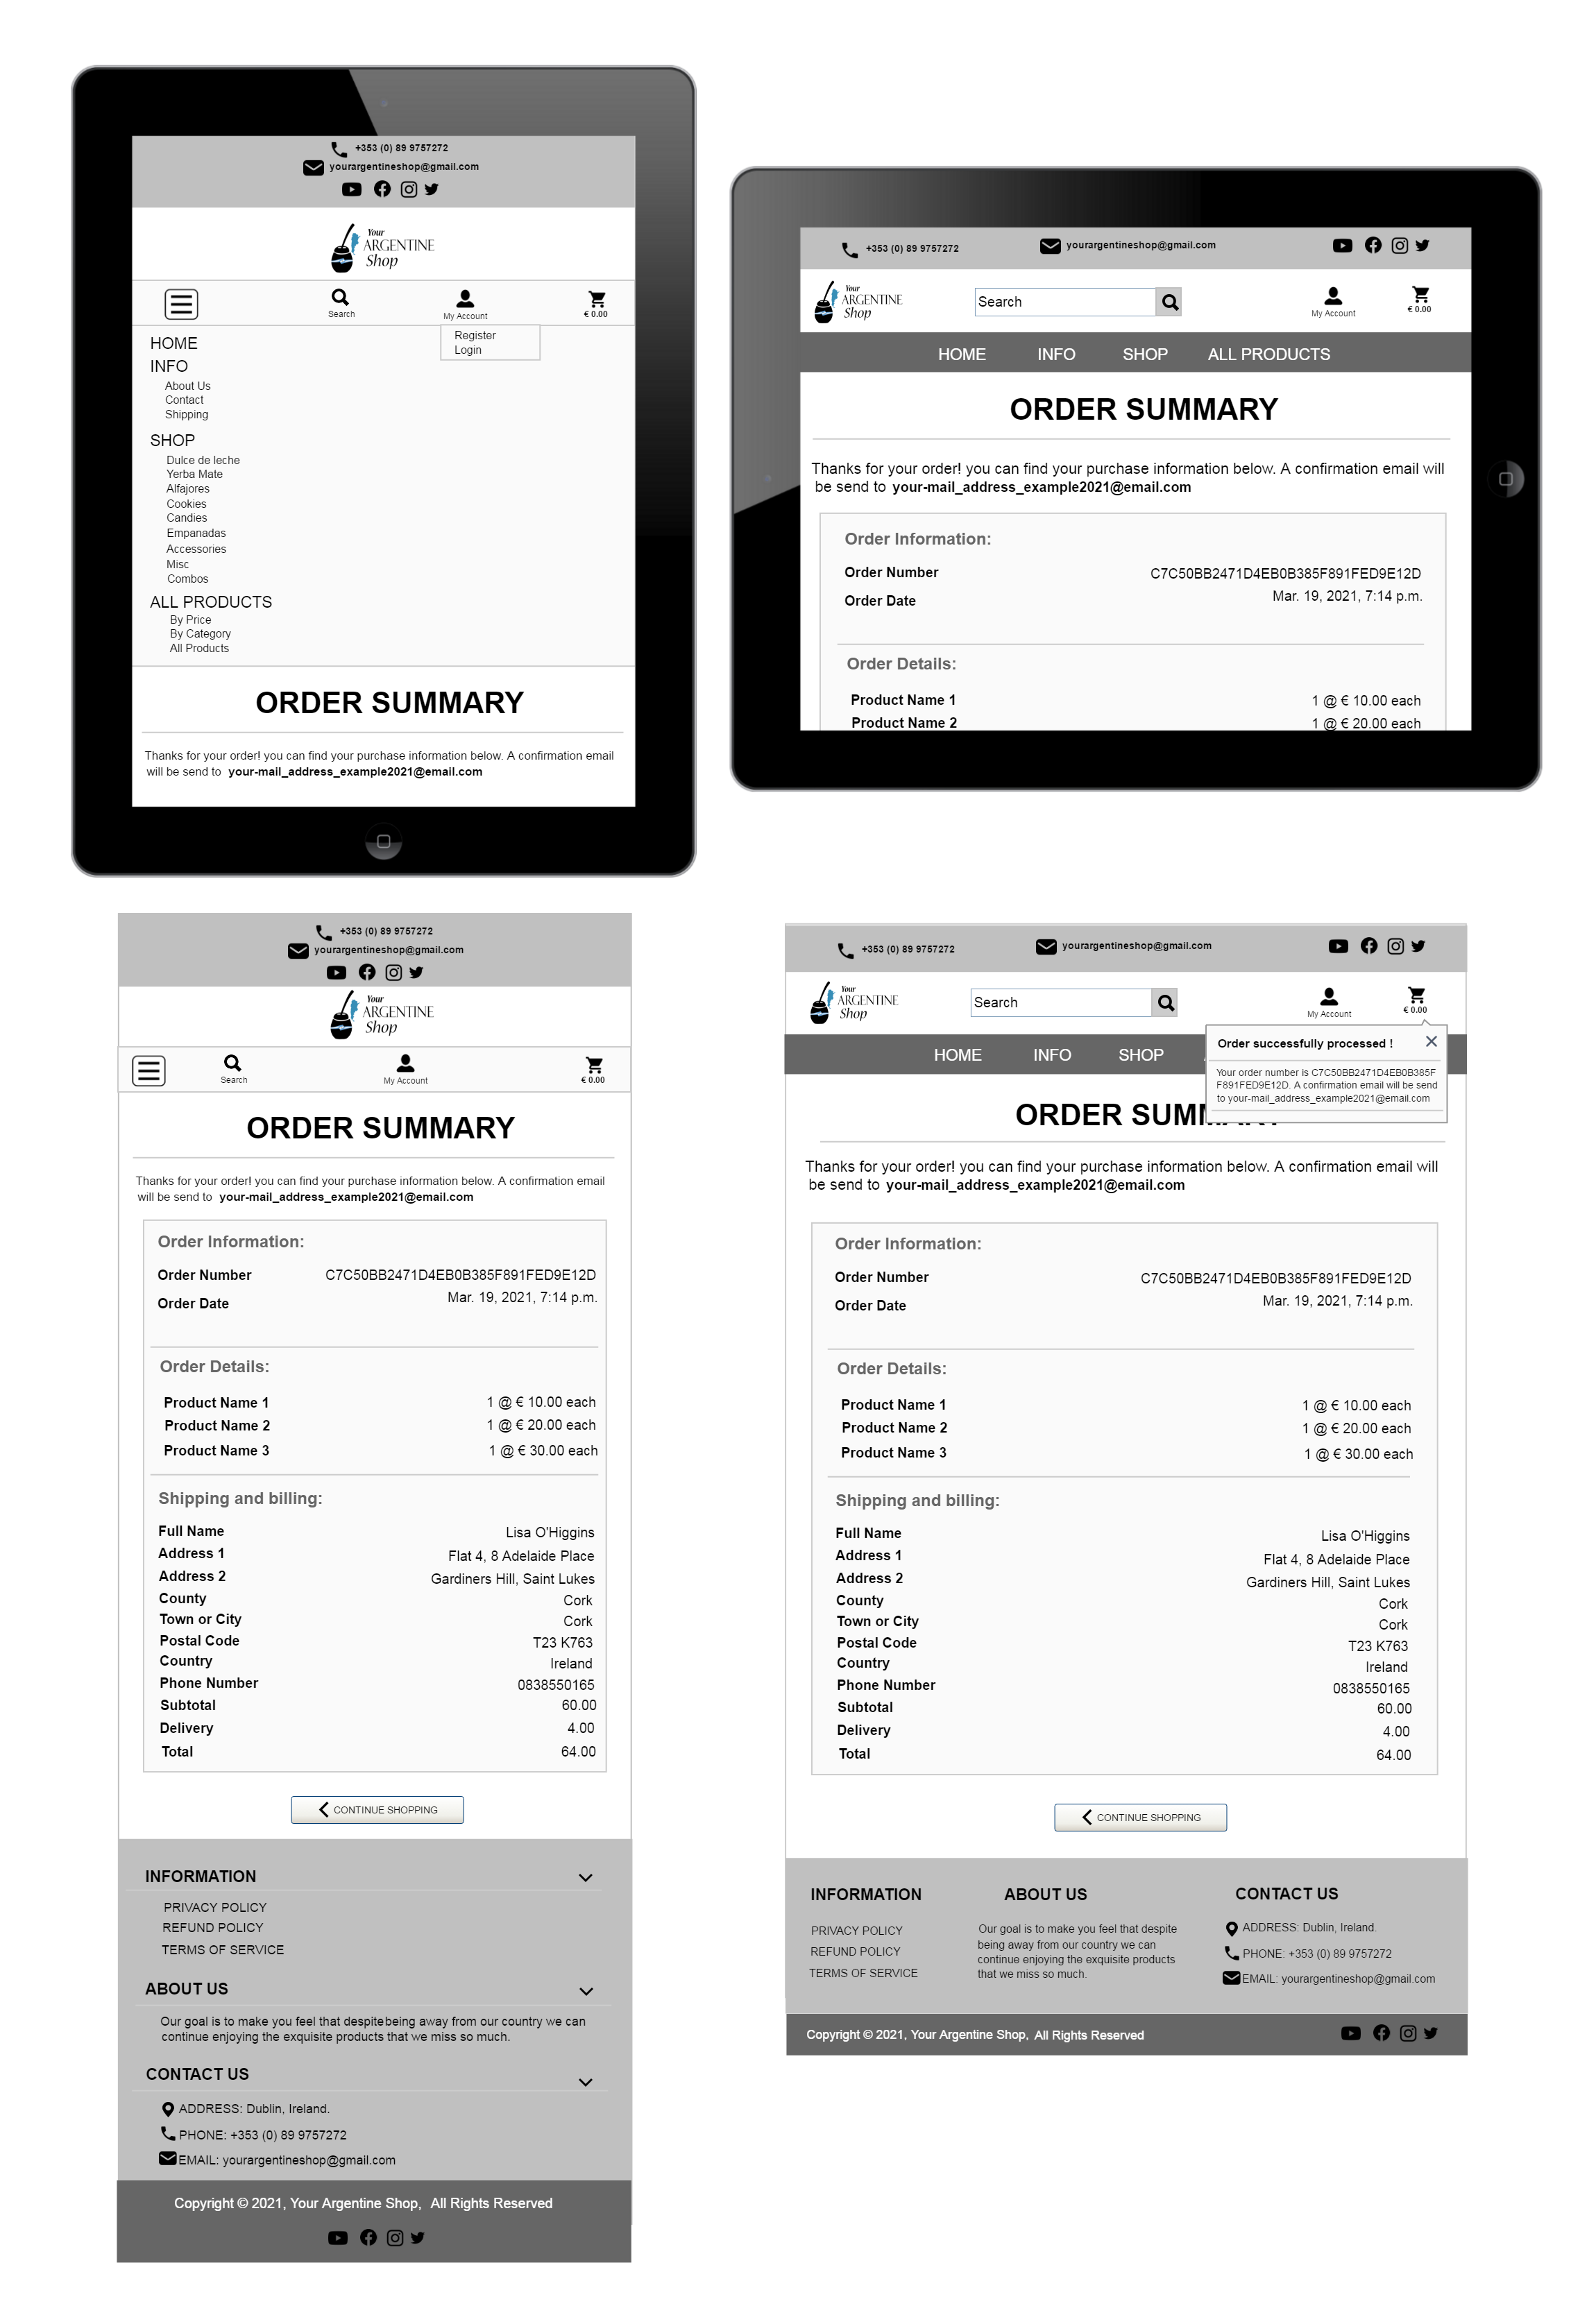 +353 (0) 89 9757272
yourargentineshop@gmail.com
Your
ARGENTINE
Shop
Search
My Account
€ 0.00
Register
Login
HOME
INFO
About Us
Contact
Shipping
SHOP
Dulce de leche
Yerba Mate
Alfajores
Cookies
Candies
Empanadas
Accessories
Misc
Combos
ALL PRODUCTS
By Price
By Category
All Products
ORDER SUMMARY
Thanks for your order! you can find your purchase information below. A confirmation email
will be send to your-mail_address_example2021@email.com
+353 (0) 89 9757272 yourargentineshop@gmail.com
Your
ARGENTINE
Shop
Search
My Account
€ 0.00
HOME INFO SHOP ALL PRODUCTS
ORDER SUMMARY
Thanks for your order! you can find your purchase information below. A confirmation email will
be send to your-mail_address_example2021@email.com
Order Information:
Order Number C7C50BB2471D4EB0B385F891FED9E12D
Order Date Mar. 19, 2021, 7:14 p.m.
Order Details:
Product Name 1 1 @ € 10.00 each
Product Name 2 1 @ € 20.00 each
+353 (0) 89 9757272
yourargentineshop@gmail.com
Your
ARGENTINE
Shop
Search
My Account
€ 0.00
ORDER SUMMARY
Thanks for your order! you can find your purchase information below. A confirmation email
will be send to your-mail_address_example2021@email.com
Order Information:
Order Number C7C50BB2471D4EB0B385F891FED9E12D
Order Date Mar. 19, 2021, 7:14 p.m.
Order Details:
Product Name 1 1 @ € 10.00 each
Product Name 2 1 @ € 20.00 each
Product Name 3 1 @ € 30.00 each
Shipping and billing:
Full Name Lisa O'Higgins
Address 1 Flat 4, 8 Adelaide Place
Address 2 Gardiners Hill, Saint Lukes
County Cork
Town or City Cork
Postal Code T23 K763
Country Ireland
Phone Number 0838550165
Subtotal 60.00
Delivery 4.00
Total 64.00
CONTINUE SHOPPING
INFORMATION
PRIVACY POLICY
REFUND POLICY
TERMS OF SERVICE
ABOUT US
Our goal is to make you feel that despitebeing away from our country we can
continue enjoying the exquisite products that we miss so much.
CONTACT US
ADDRESS: Dublin, Ireland.
PHONE: +353 (0) 89 9757272
EMAIL: yourargentineshop@gmail.com
Copyright © 2021, Your Argentine Shop, All Rights Reserved
+353 (0) 89 9757272 yourargentineshop@gmail.com
Your
ARGENTINE
Shop
Search
My Account
€ 0.00
HOME INFO SHOP
Order successfully processed !
Your order number is C7C50BB2471D4EB0B385F
F891FED9E12D. A confirmation email will be send
to your-mail_address_example2021@email.com
ORDER SUMMARY
Thanks for your order! you can find your purchase information below. A confirmation email will
be send to your-mail_address_example2021@email.com
Order Information:
Order Number C7C50BB2471D4EB0B385F891FED9E12D
Order Date Mar. 19, 2021, 7:14 p.m.
Order Details:
Product Name 1 1 @ € 10.00 each
Product Name 2 1 @ € 20.00 each
Product Name 3 1 @ € 30.00 each
Shipping and billing:
Full Name Lisa O'Higgins
Address 1 Flat 4, 8 Adelaide Place
Address 2 Gardiners Hill, Saint Lukes
County Cork
Town or City Cork
Postal Code T23 K763
Country Ireland
Phone Number 0838550165
Subtotal 60.00
Delivery 4.00
Total 64.00
CONTINUE SHOPPING
INFORMATION
PRIVACY POLICY
REFUND POLICY
TERMS OF SERVICE
ABOUT US
Our goal is to make you feel that despite
being away from our country we can
continue enjoying the exquisite products
that we miss so much.
CONTACT US
ADDRESS: Dublin, Ireland.
PHONE: +353 (0) 89 9757272
EMAIL: yourargentineshop@gmail.com
Copyright © 2021, Your Argentine Shop, All Rights Reserved